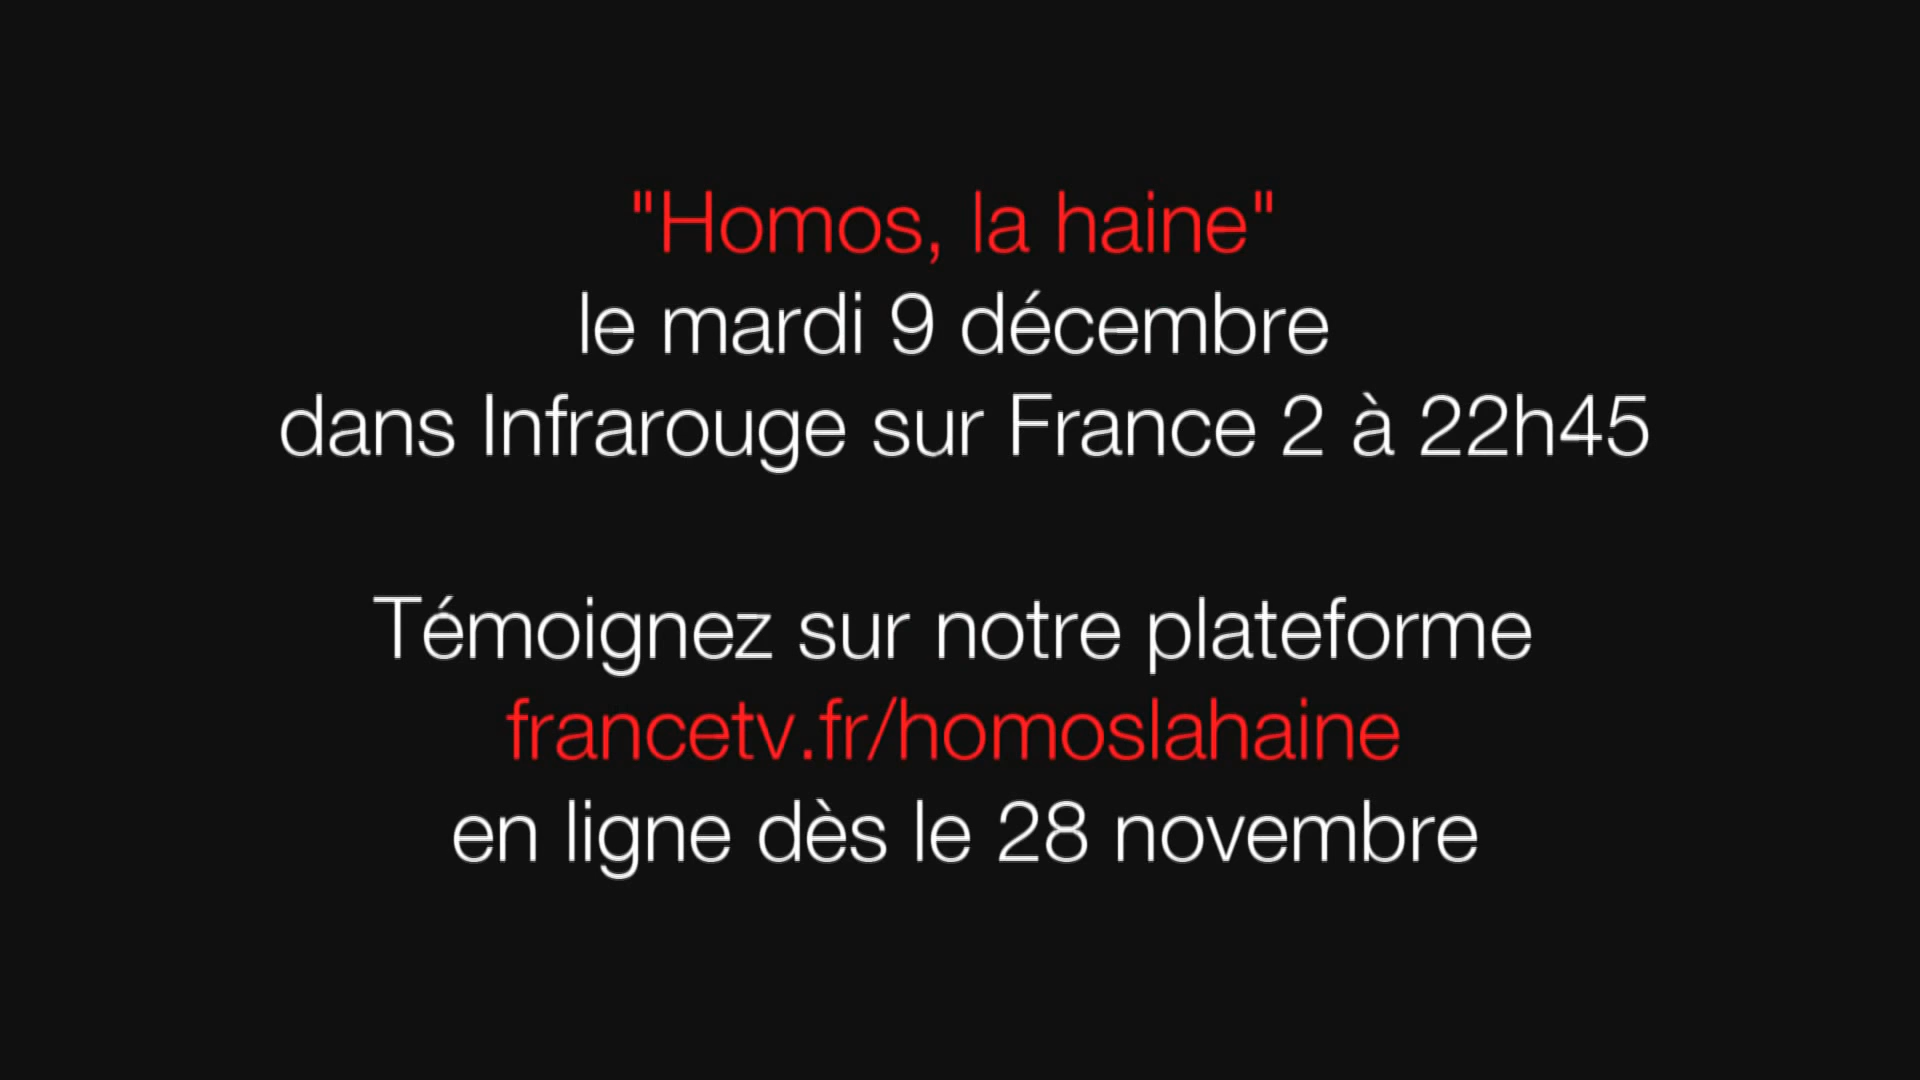 "Homos, la haine"
le mardi 9 décembre
dans Infrarouge sur France 2 à 22h45
Témoignez sur notre plateforme
francetv.fr/homoslahaine
en ligne dès le 28 novembre